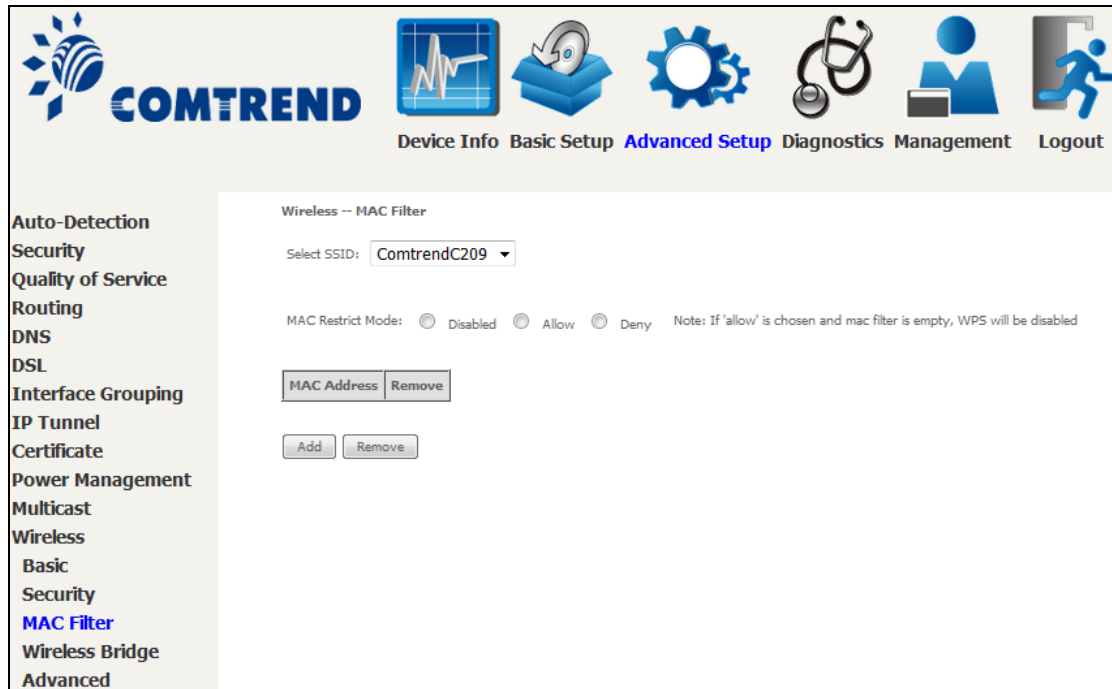 COMTREND
Device Info Basic Setup Advanced Setup Diagnostics Management Logout
Auto-Detection
Security
Quality of Service
Routing
DNS
DSL
Interface Grouping
IP Tunnel
Certificate
Power Management
Multicast
Wireless
Basic
Security
MAC Filter
Wireless Bridge
Advanced
Wireless -- MAC Filter
Select SSID: ComtrendC209
MAC Restrict Mode: Disabled Allow Deny Note: If 'allow' is chosen and mac filter is empty, WPS will be disabled
MAC Address Remove
Add Remove